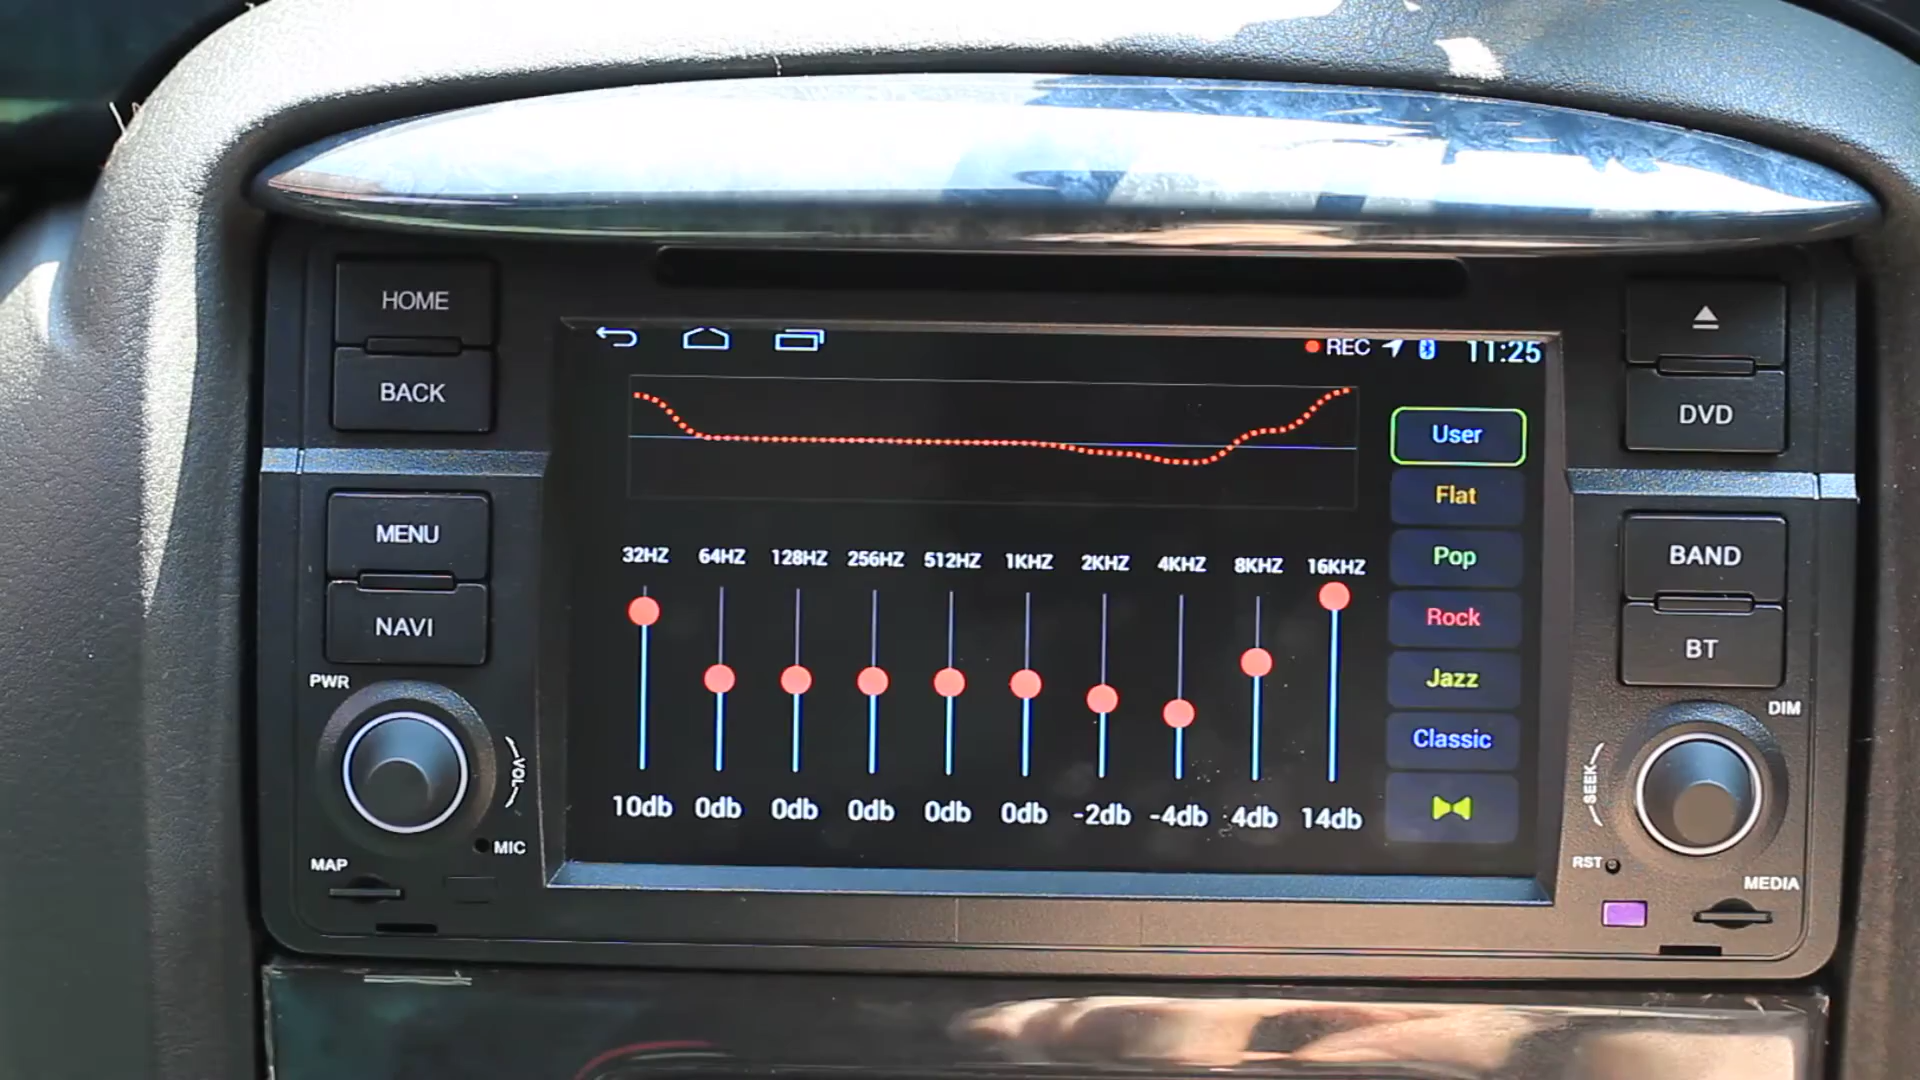 HOME
BACK
MENU
NAVI
PWR
VOL
MIC
MAP
REC 11:25
32HZ 64HZ 128HZ 256HZ 512HZ 1KHZ 2KHZ 4KHZ 8KHZ 16KHZ
10db 0db 0db 0db 0db 0db -2db -4db 4db 14db
User
Flat
Pop
Rock
Jazz
Classic
DVD
BAND
BT
DIM
SEEK
RST
MEDIA